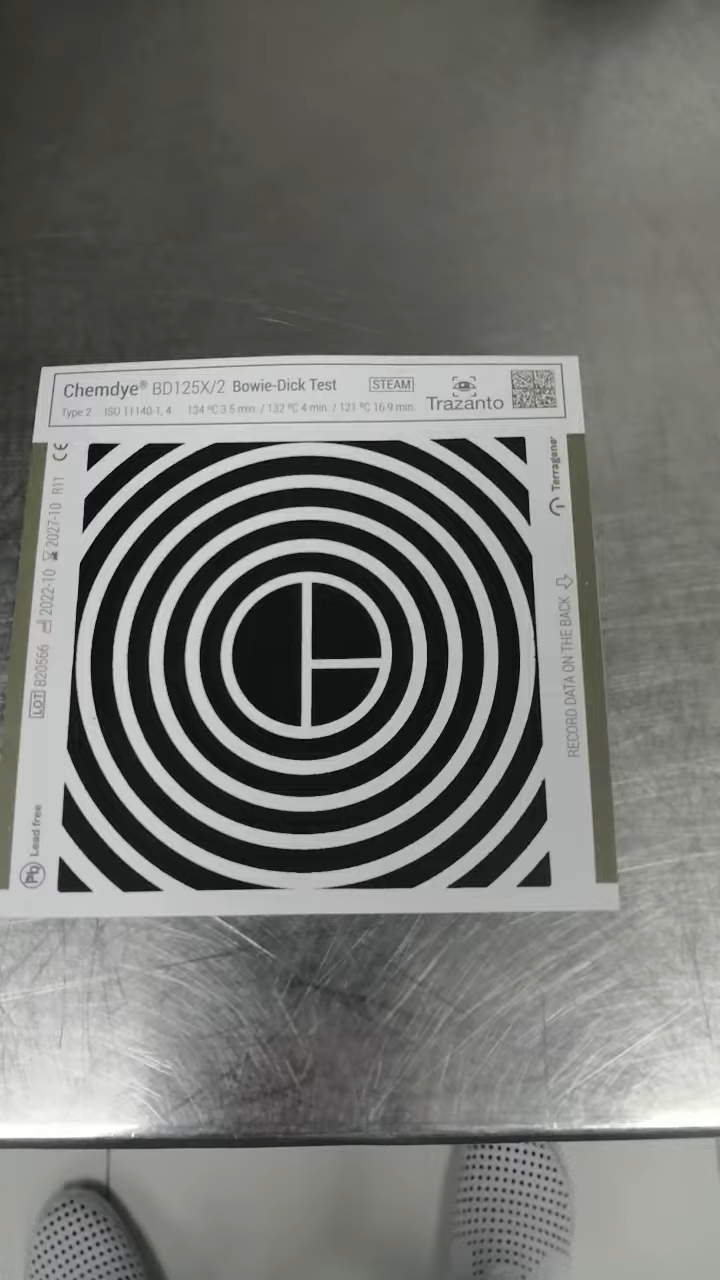 Chemdye® BD125X/2 Bowie-Dick Test STEAM
Type 2 ISO 11140-1, 4 134 ºC 3.5 min. / 132 ºC 4 min. / 121 ºC 16.9 min.
Trazanto
Pb Lead free LOT 820666 2022-10 2027-10 R11 CE
Terragene®
RECORD DATA ON THE BACK